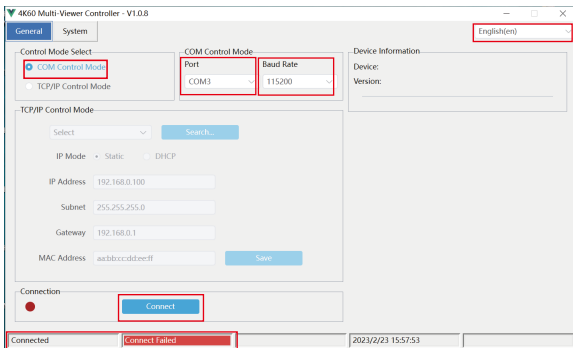 4K60 Multi-Viewer Controller - V1.0.8
General System English(en)
Control Mode Select
COM Control Mode
TCP/IP Control Mode
COM Control Mode
Port Baud Rate
COM3 115200
Device Information
Device:
Version:
TCP/IP Control Mode
Select Search...
IP Mode Static DHCP
IP Address 192.168.0.100
Subnet 255.255.255.0
Gateway 192.168.0.1
MAC Address aa:bb:cc:dd:ee:ff Save
Connection
Connect
Connected Connect Failed 2023/2/23 15:57:53